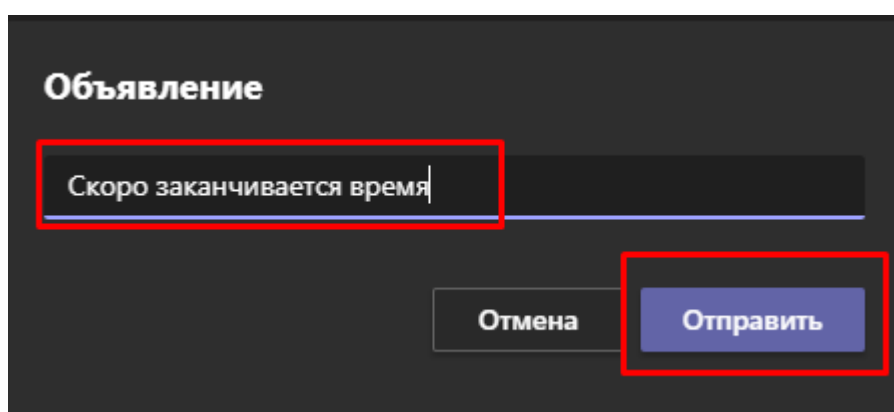 Объявление
Скоро заканчивается время
Отмена Отправить